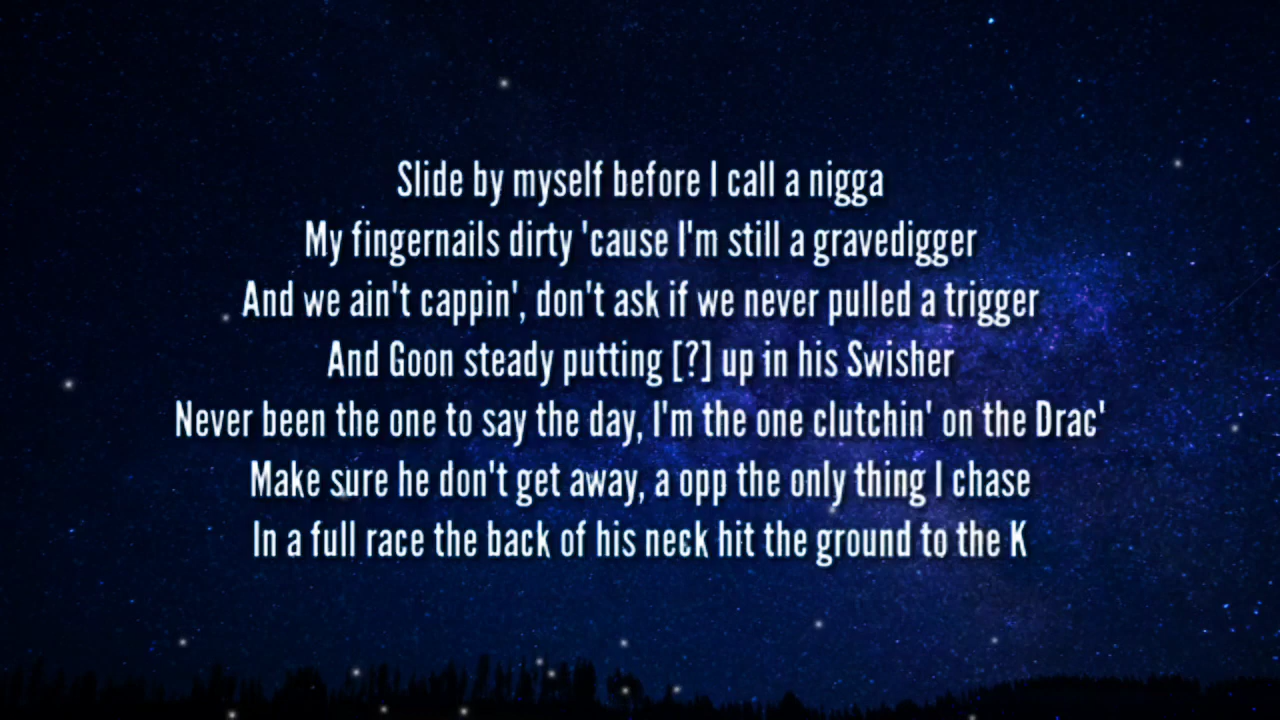 Slide by myself before I call a nigga
My fingernails dirty 'cause I'm still a gravedigger
And we ain't cappin', don't ask if we never pulled a trigger
And Goon steady putting [?] up in his Swisher
Never been the one to say the day, I'm the one clutchin' on the Drac'
Make sure he don't get away, a opp the only thing I chase
In a full race the back of his neck hit the ground to the K